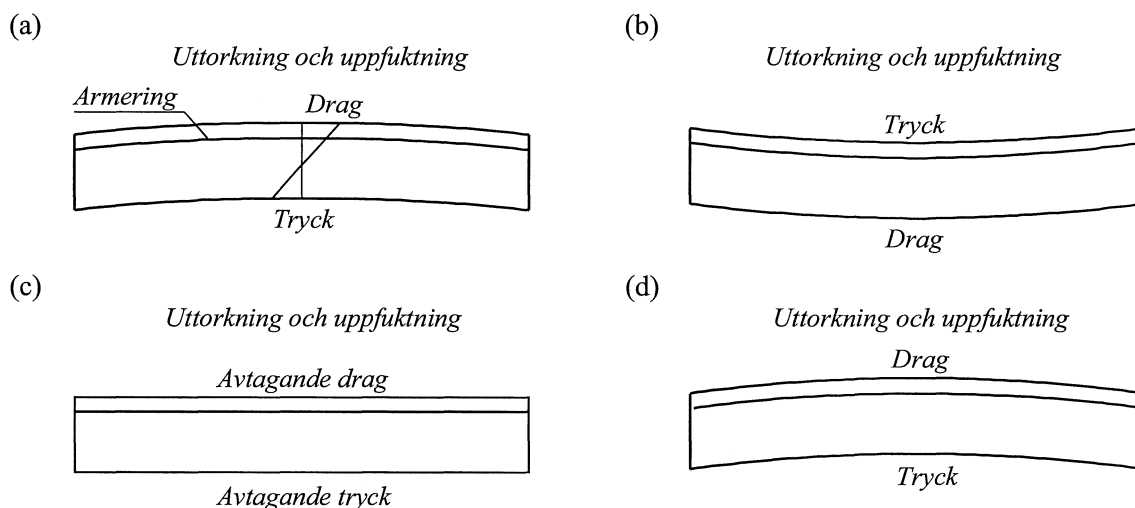 (a)
Uttorkning och uppfuktning
Armering
Drag
Tryck
(b)
Uttorkning och uppfuktning
Tryck
Drag
(c)
Uttorkning och uppfuktning
Avtagande drag
Avtagande tryck
(d)
Uttorkning och uppfuktning
Drag
Tryck